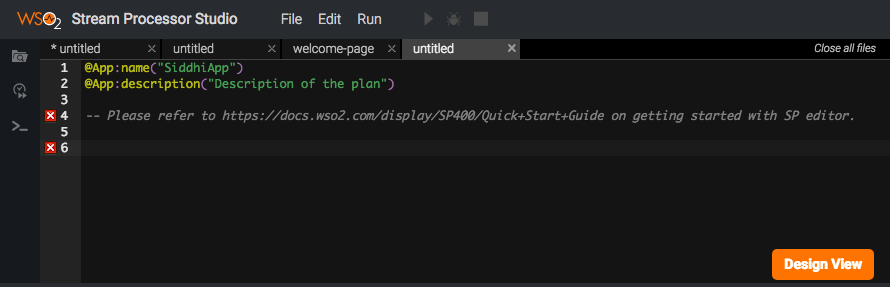 WSO2 Stream Processor Studio File Edit Run
* untitled × untitled × welcome-page × untitled × Close all files
1 @App:name("SiddhiApp")
2 @App:description("Description of the plan")
3
4 -- Please refer to https://docs.wso2.com/display/SP400/Quick+Start+Guide on getting started with SP editor.
5
6
Design View